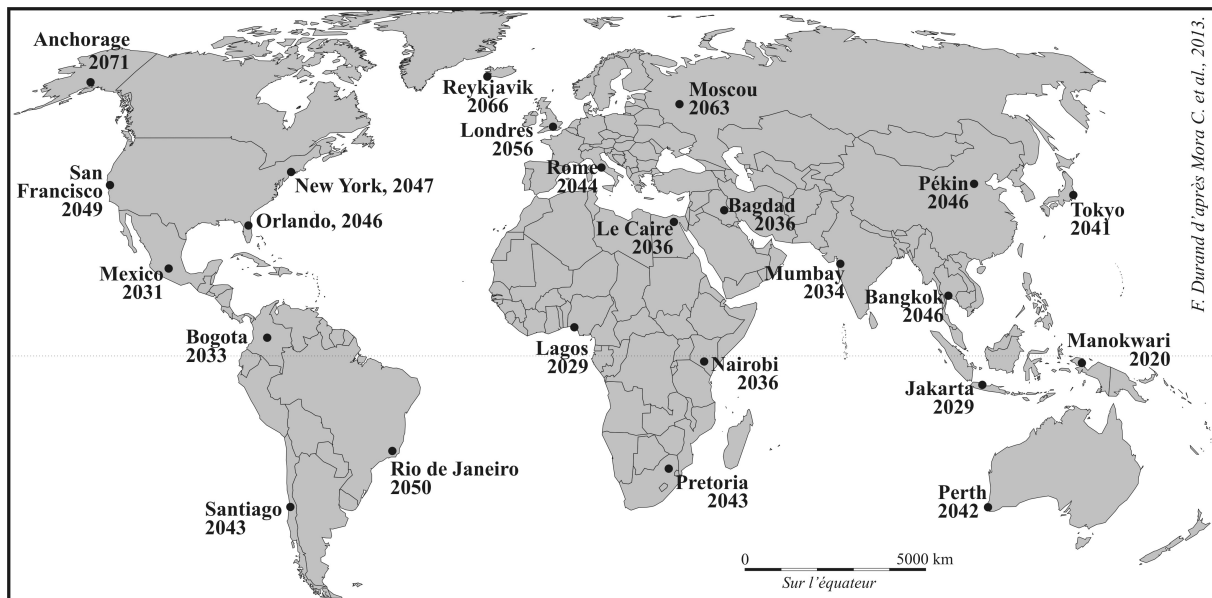 Anchorage
2071
Reykjavik
2066
Moscou
2063
Londres
2056
San
Francisco
2049
New York, 2047
Rome
2044
Pékin
2046
Tokyo
2041
Orlando, 2046
Bagdad
2036
Le Caire
2036
Mexico
2031
Mumbay
2034
Bangkok
2046
Bogota
2033
Lagos
2029
Nairobi
2036
Manokwari
2020
Jakarta
2029
Rio de Janeiro
2050
Pretoria
2043
Santiago
2043
Perth
2042
0 5000 km
Sur l'équateur
F. Durand d'après Mora C. et al., 2013.